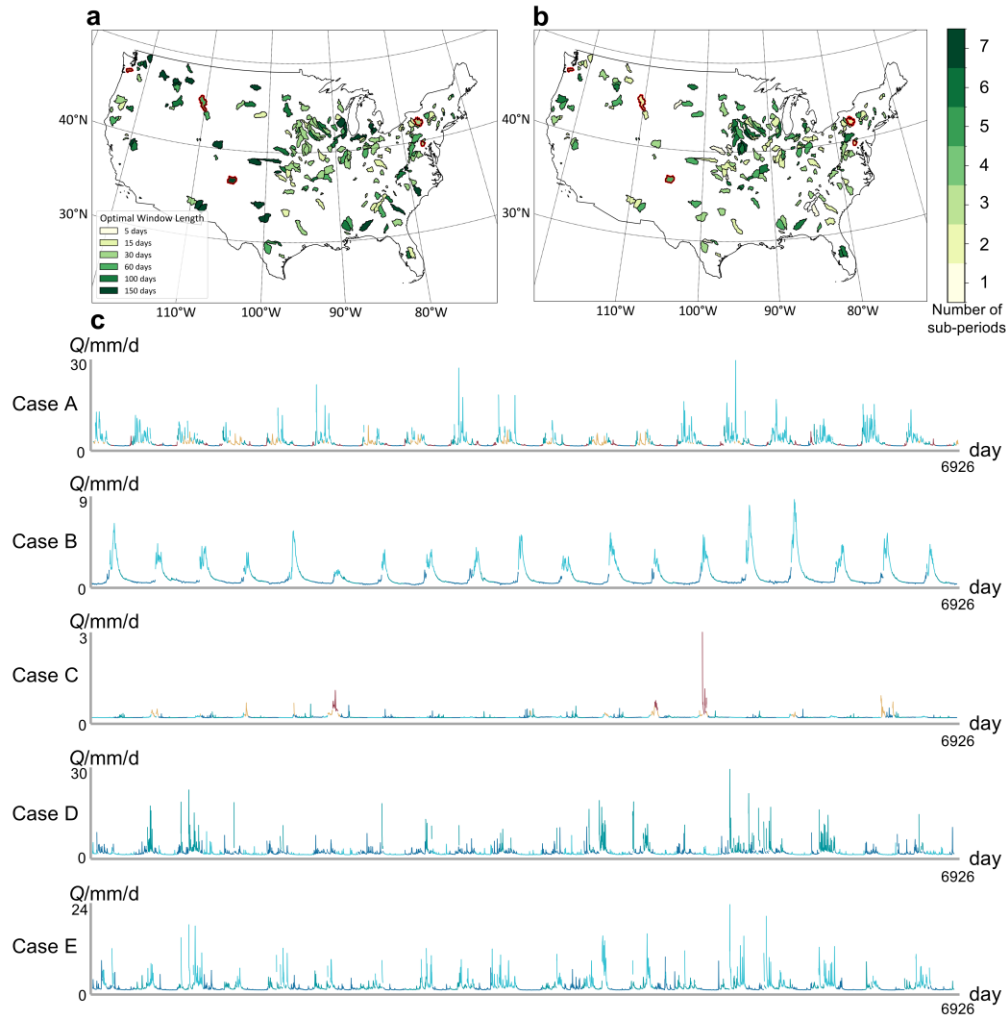 a
b
40°N
30°N
110°W
100°W
90°W
80°W
Optimal Window Length
5 days
15 days
30 days
60 days
100 days
150 days
40°N
30°N
110°W
100°W
90°W
80°W
7
6
5
4
3
2
1
Number of
sub-periods
c
Q/mm/d
30
Case A
0
day
6926
Q/mm/d
9
Case B
0
day
6926
Q/mm/d
3
Case C
0
day
6926
Q/mm/d
30
Case D
0
day
6926
Q/mm/d
24
Case E
0
day
6926